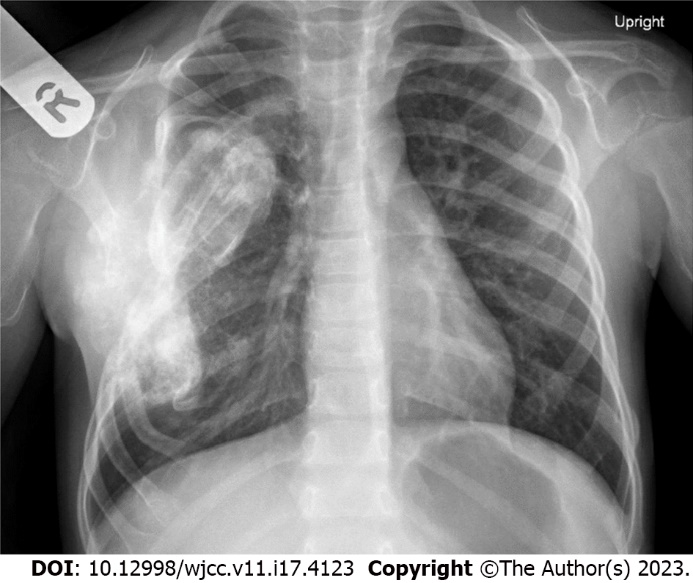 Upright
R
DOI: 10.12998/wjcc.v11.i17.4123 Copyright ©The Author(s) 2023.